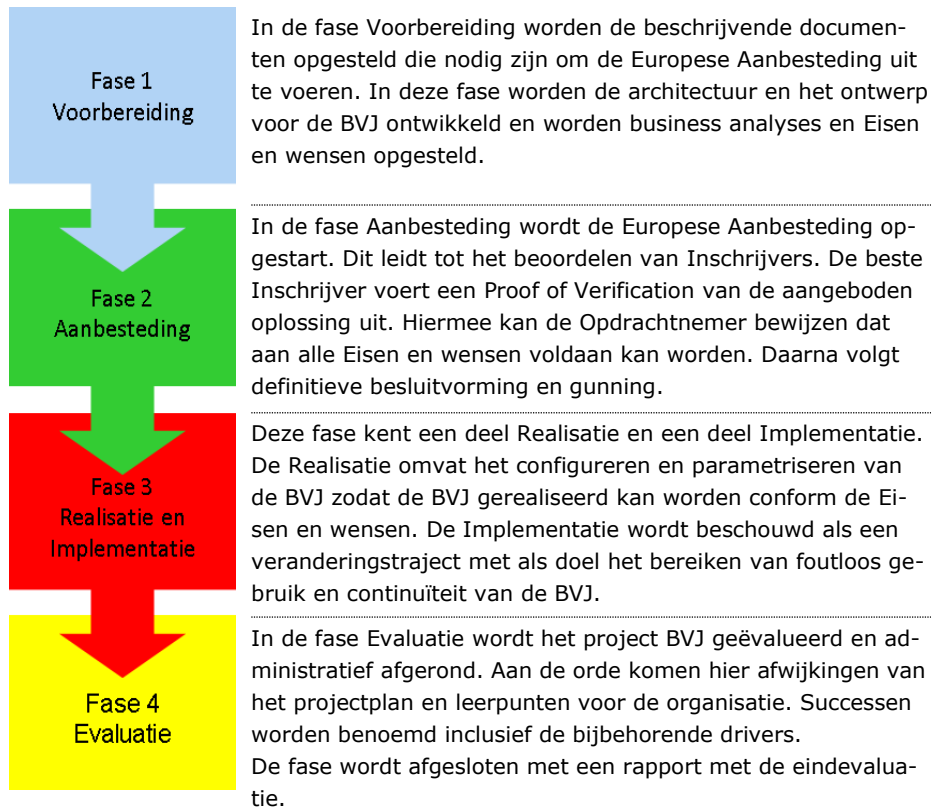 Fase 1
Voorbereiding
In de fase Voorbereiding worden de beschrijvende documen-
ten opgesteld die nodig zijn om de Europese Aanbesteding uit
te voeren. In deze fase worden de architectuur en het ontwerp
voor de BVJ ontwikkeld en worden business analyses en Eisen
en wensen opgesteld.
Fase 2
Aanbesteding
In de fase Aanbesteding wordt de Europese Aanbesteding op-
gestart. Dit leidt tot het beoordelen van Inschrijvers. De beste
Inschrijver voert een Proof of Verification van de aangeboden
oplossing uit. Hiermee kan de Opdrachtnemer bewijzen dat
aan alle Eisen en wensen voldaan kan worden. Daarna volgt
definitieve besluitvorming en gunning.
Fase 3
Realisatie en
Implementatie
Deze fase kent een deel Realisatie en een deel Implementatie.
De Realisatie omvat het configureren en parametriseren van
de BVJ zodat de BVJ gerealiseerd kan worden conform de Ei-
sen en wensen. De Implementatie wordt beschouwd als een
veranderingstraject met als doel het bereiken van foutloos ge-
bruik en continuïteit van de BVJ.
Fase 4
Evaluatie
In de fase Evaluatie wordt het project BVJ geëvalueerd en ad-
ministratief afgerond. Aan de orde komen hier afwijkingen van
het projectplan en leerpunten voor de organisatie. Successen
worden benoemd inclusief de bijbehorende drivers.
De fase wordt afgesloten met een rapport met de eindevalua-
tie.